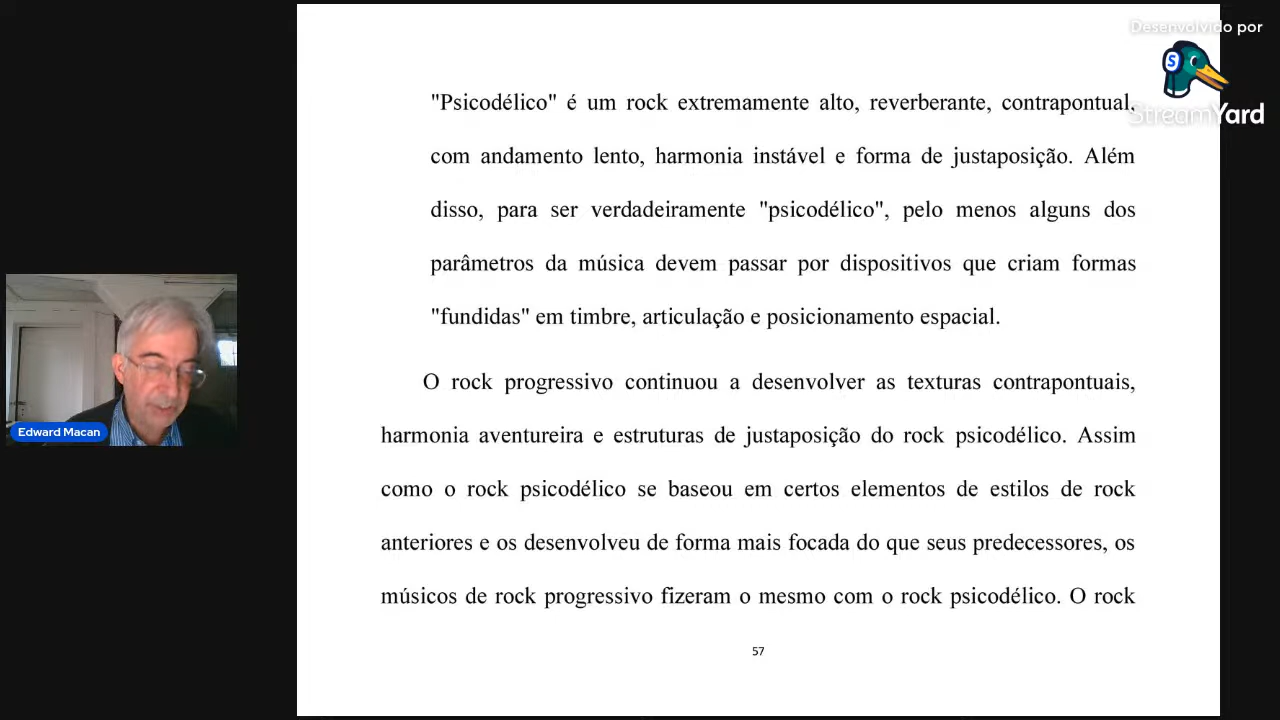 Desenvolvido por
StreamYard
"Psicodélico" é um rock extremamente alto, reverberante, contrapontual,
com andamento lento, harmonia instável e forma de justaposição. Além
disso, para ser verdadeiramente "psicodélico", pelo menos alguns dos
parâmetros da música devem passar por dispositivos que criam formas
"fundidas" em timbre, articulação e posicionamento espacial.
O rock progressivo continuou a desenvolver as texturas contrapontuais,
harmonia aventureira e estruturas de justaposição do rock psicodélico. Assim
como o rock psicodélico se baseou em certos elementos de estilos de rock
anteriores e os desenvolveu de forma mais focada do que seus predecessores, os
músicos de rock progressivo fizeram o mesmo com o rock psicodélico. O rock
57
Edward Macan